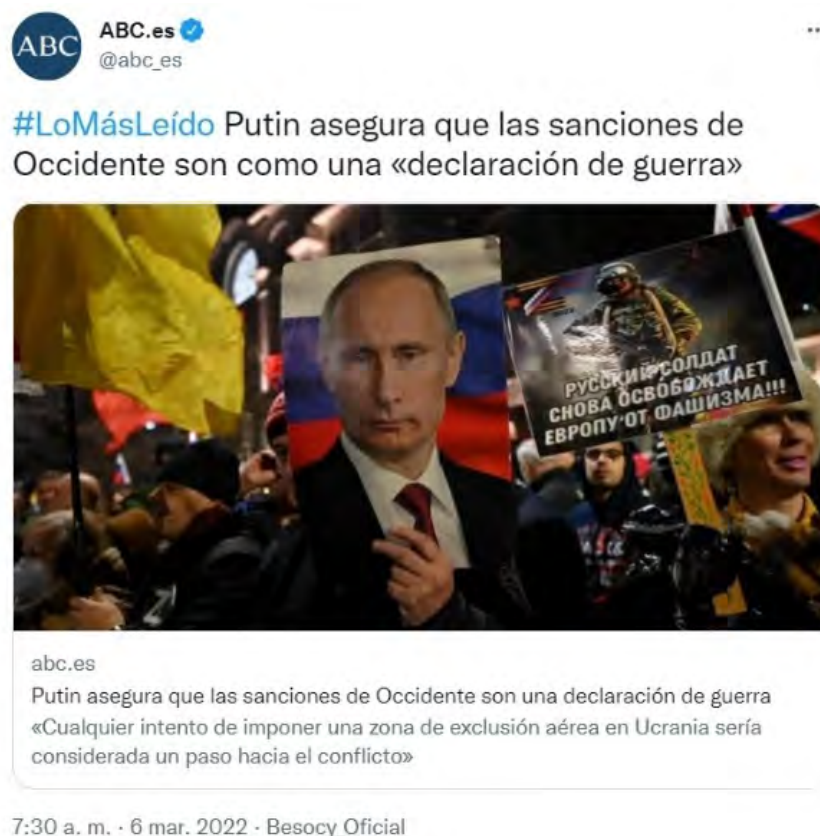 ABC.es
ABC
@abc_es
#LoMásLeído Putin asegura que las sanciones de
Occidente son como una «declaración de guerra»
РУССКИЙ СОЛДАТ
СНОВА ОСВОБОЖДАЕТ
ЕВРОПУ ОТ ФАШИЗМА!!!
abc.es
Putin asegura que las sanciones de Occidente son una declaración de guerra
«Cualquier intento de imponer una zona de exclusión aérea en Ucrania sería
considerada un paso hacia el conflicto»
7:30 a. m. · 6 mar. 2022 · Besocy Oficial